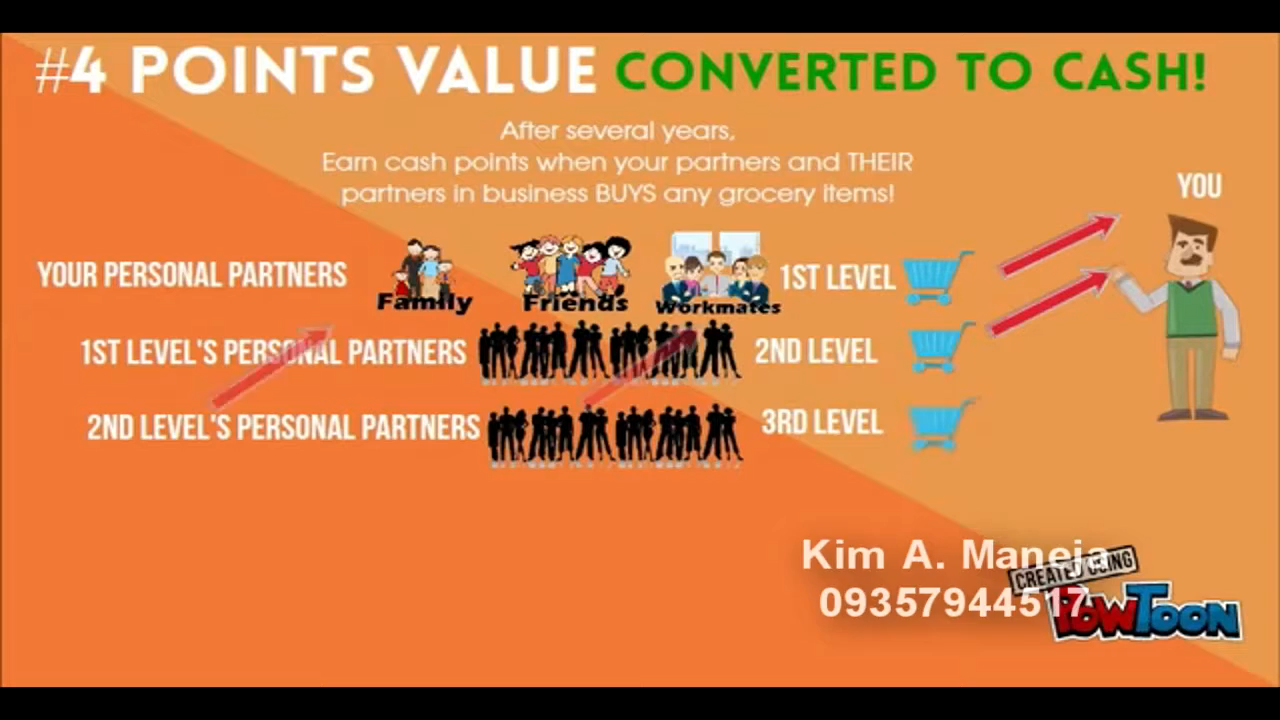 #4 POINTS VALUE CONVERTED TO CASH!
After several years,
Earn cash points when your partners and THEIR
partners in business BUYS any grocery items!
YOU
YOUR PERSONAL PARTNERS Family Friends Workmates 1ST LEVEL
1ST LEVEL'S PERSONAL PARTNERS 2ND LEVEL
2ND LEVEL'S PERSONAL PARTNERS 3RD LEVEL
Kim A. Maneja
09357944517
CREATED USING
POWTOON